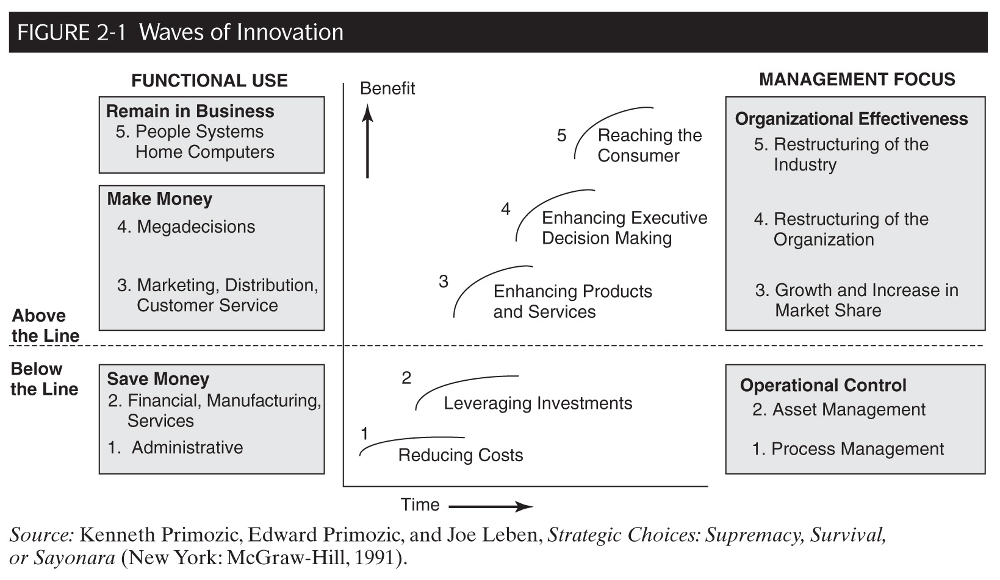 FIGURE 2-1 Waves of Innovation
FUNCTIONAL USE
Remain in Business
5. People Systems
Home Computers
Make Money
4. Megadecisions
3. Marketing, Distribution,
Customer Service
Above
the Line
Below
the Line
Save Money
2. Financial, Manufacturing,
Services
1. Administrative
Benefit
5
Reaching the
Consumer
4
Enhancing Executive
Decision Making
3
Enhancing Products
and Services
2
Leveraging Investments
1
Reducing Costs
Time
MANAGEMENT FOCUS
Organizational Effectiveness
5. Restructuring of the
Industry
4. Restructuring of the
Organization
3. Growth and Increase in
Market Share
Operational Control
2. Asset Management
1. Process Management
Source: Kenneth Primozic, Edward Primozic, and Joe Leben, Strategic Choices: Supremacy, Survival,
or Sayonara (New York: McGraw-Hill, 1991).